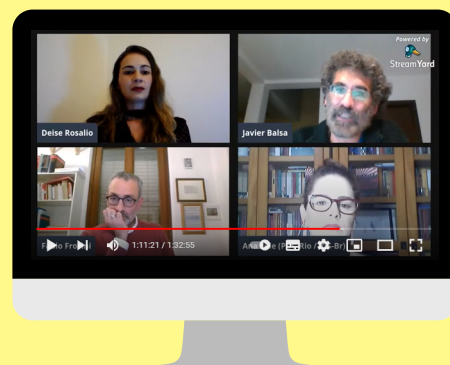 Powered by
StreamYard
Deise Rosalio
Javier Balsa
1:11:21 / 1:32:55